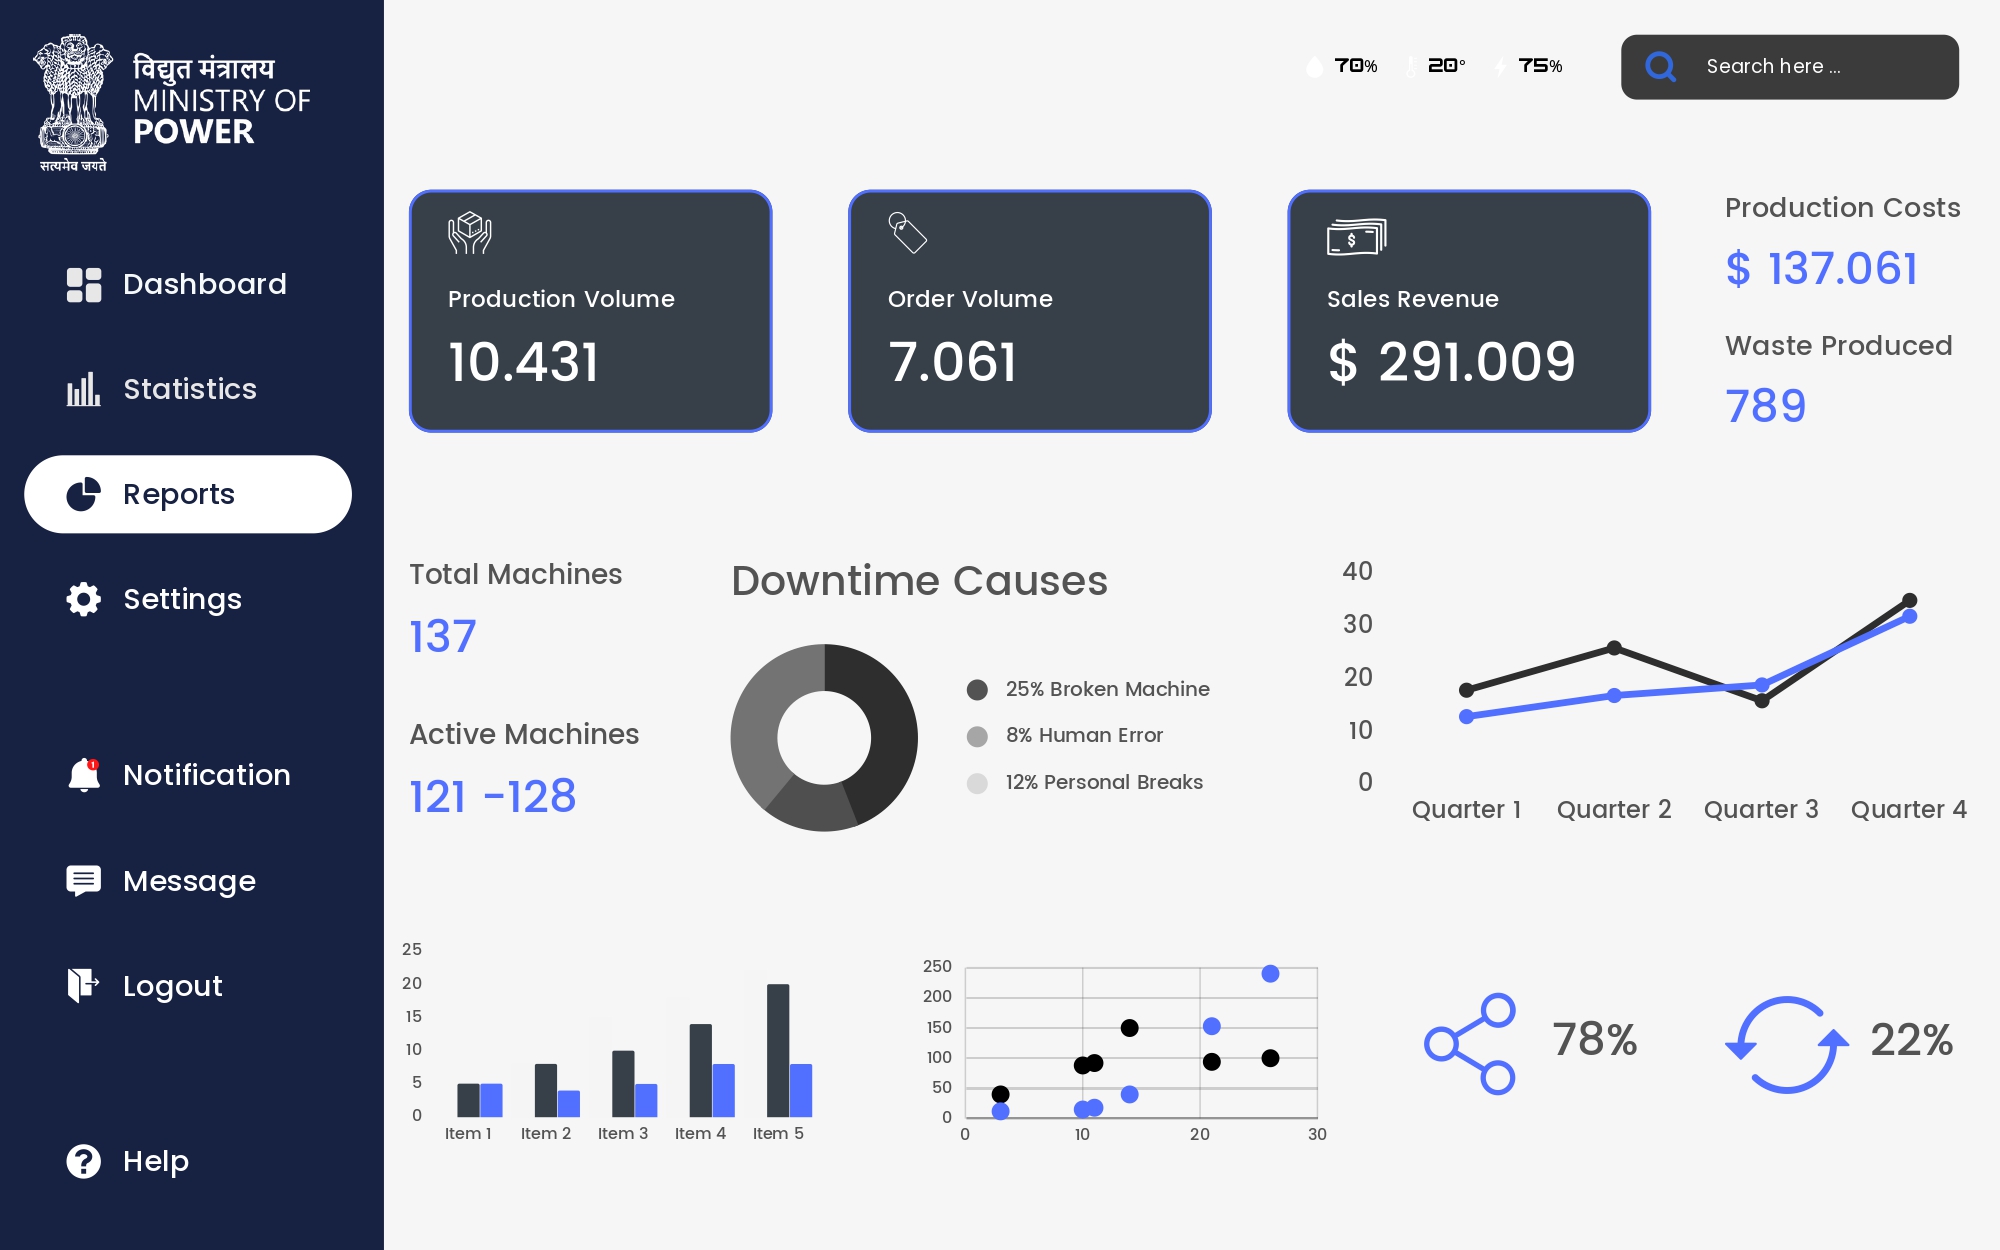 विद्युत मंत्रालय
MINISTRY OF
POWER
सत्यमेव जयते
Dashboard
Statistics
Reports
Settings
Notification
1
Message
Logout
Help
70%
20°
75%
Search here ...
Production Volume
10.431
Order Volume
7.061
$
Sales Revenue
$ 291.009
Production Costs
$ 137.061
Waste Produced
789
Total Machines
137
Active Machines
121 -128
Downtime Causes
25% Broken Machine
8% Human Error
12% Personal Breaks
40
30
20
10
0
Quarter 1 Quarter 2 Quarter 3 Quarter 4
25
20
15
10
5
0
Item 1 Item 2 Item 3 Item 4 Item 5
250
200
150
100
50
0
0 10 20 30
78%
22%